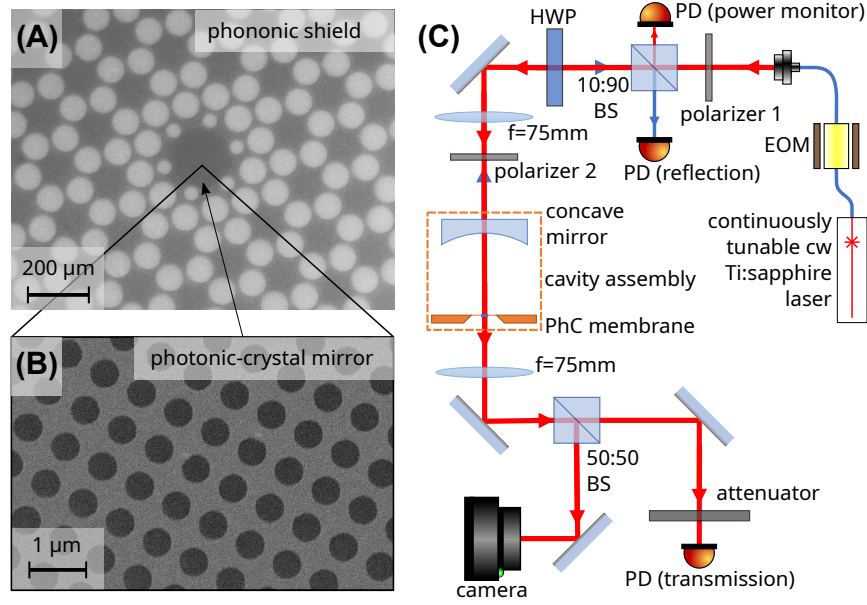 (A)
phononic shield
200 µm
(B)
photonic-crystal mirror
1 µm
(C)
HWP
PD (power monitor)
10:90
BS
polarizer 1
f=75mm
polarizer 2
PD (reflection)
EOM
concave
mirror
continuously
tunable cw
Ti:sapphire
laser
cavity assembly
PhC membrane
f=75mm
50:50
BS
attenuator
camera
PD (transmission)